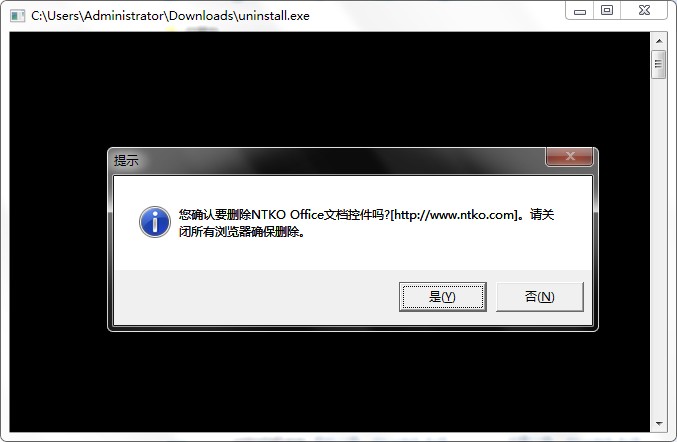 C:\Users\Administrator\Downloads\uninstall.exe
提示
您确认要删除NTKO Office文档控件吗?[http://www.ntko.com]。请关
闭所有浏览器确保删除。
是(Y)
否(N)